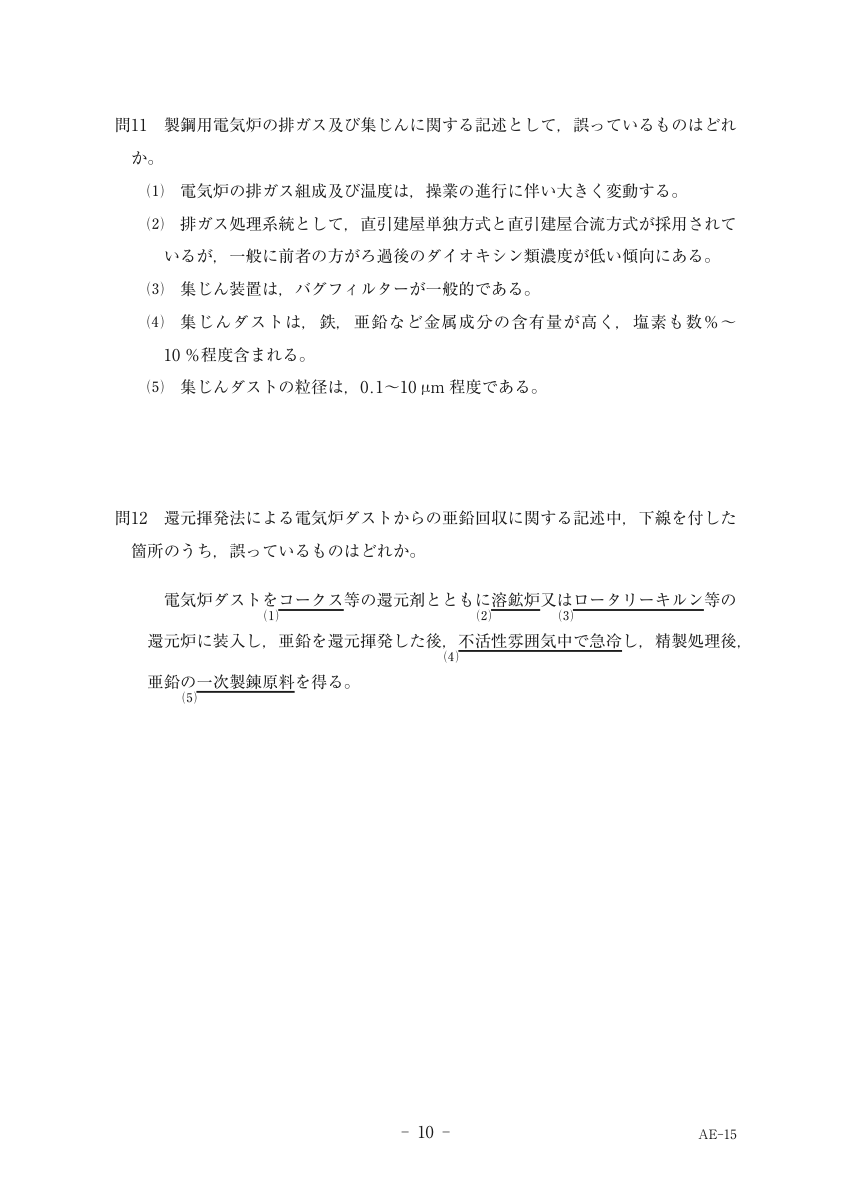 問11　製鋼用電気炉の排ガス及び集じんに関する記述として，誤っているものはどれ
か。
⑴　電気炉の排ガス組成及び温度は，操業の進行に伴い大きく変動する。
⑵　排ガス処理系統として，直引建屋単独方式と直引建屋合流方式が採用されて
いるが，一般に前者の方がろ過後のダイオキシン類濃度が低い傾向にある。
⑶　集じん装置は，バグフィルターが一般的である。
⑷　集じんダストは，鉄，亜鉛など金属成分の含有量が高く，塩素も数％～
10 ％程度含まれる。
⑸　集じんダストの粒径は，0.1～10 μm 程度である。
問12　還元揮発法による電気炉ダストからの亜鉛回収に関する記述中，下線を付した
箇所のうち，誤っているものはどれか。
電気炉ダストをコークス等の還元剤とともに溶鉱炉又はロータリーキルン等の
⑴ ⑵ ⑶
還元炉に装入し，亜鉛を還元揮発した後，不活性雰囲気中で急冷し，精製処理後，
⑷
亜鉛の一次製錬原料を得る。
⑸
− 10 −
AE−15